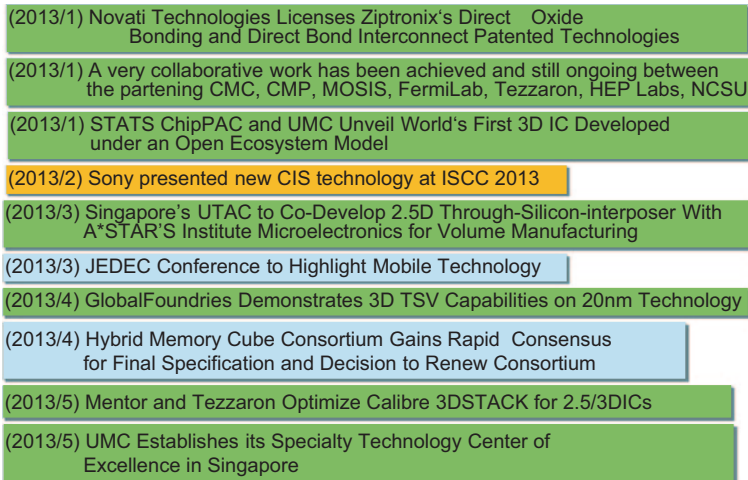 (2013/1) Novati Technologies Licenses Ziptronix‘s Direct Oxide
Bonding and Direct Bond Interconnect Patented Technologies
(2013/1) A very collaborative work has been achieved and still ongoing between
the partening CMC, CMP, MOSIS, FermiLab, Tezzaron, HEP Labs, NCSU
(2013/1) STATS ChipPAC and UMC Unveil World‘s First 3D IC Developed
under an Open Ecosystem Model
(2013/2) Sony presented new CIS technology at ISCC 2013
(2013/3) Singapore’s UTAC to Co-Develop 2.5D Through-Silicon-interposer With
A*STAR’S Institute Microelectronics for Volume Manufacturing
(2013/3) JEDEC Conference to Highlight Mobile Technology
(2013/4) GlobalFoundries Demonstrates 3D TSV Capabilities on 20nm Technology
(2013/4) Hybrid Memory Cube Consortium Gains Rapid Consensus
for Final Specification and Decision to Renew Consortium
(2013/5) Mentor and Tezzaron Optimize Calibre 3DSTACK for 2.5/3DICs
(2013/5) UMC Establishes its Specialty Technology Center of
Excellence in Singapore